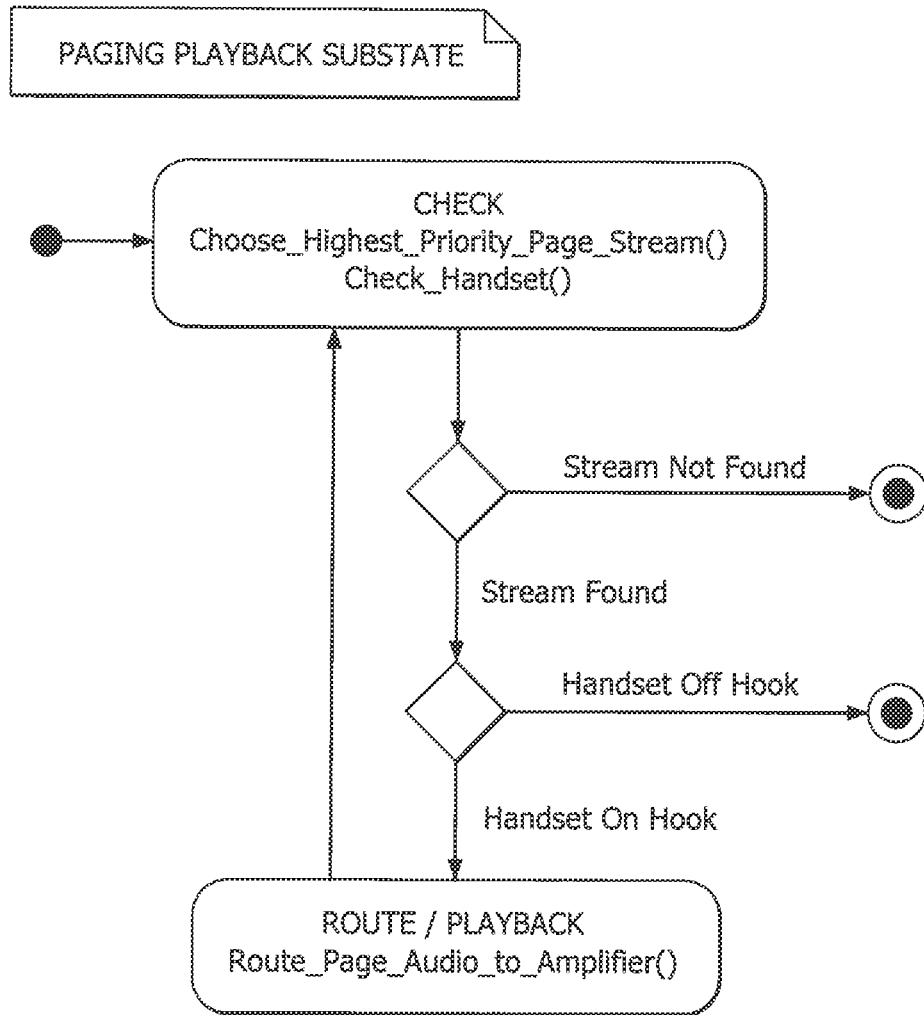 PAGING PLAYBACK SUBSTATE
CHECK
Choose_Highest_Priority_Page_Stream()
Check_Handset()
Stream Not Found
Stream Found
Handset Off Hook
Handset On Hook
ROUTE / PLAYBACK
Route_Page_Audio_to_Amplifier()